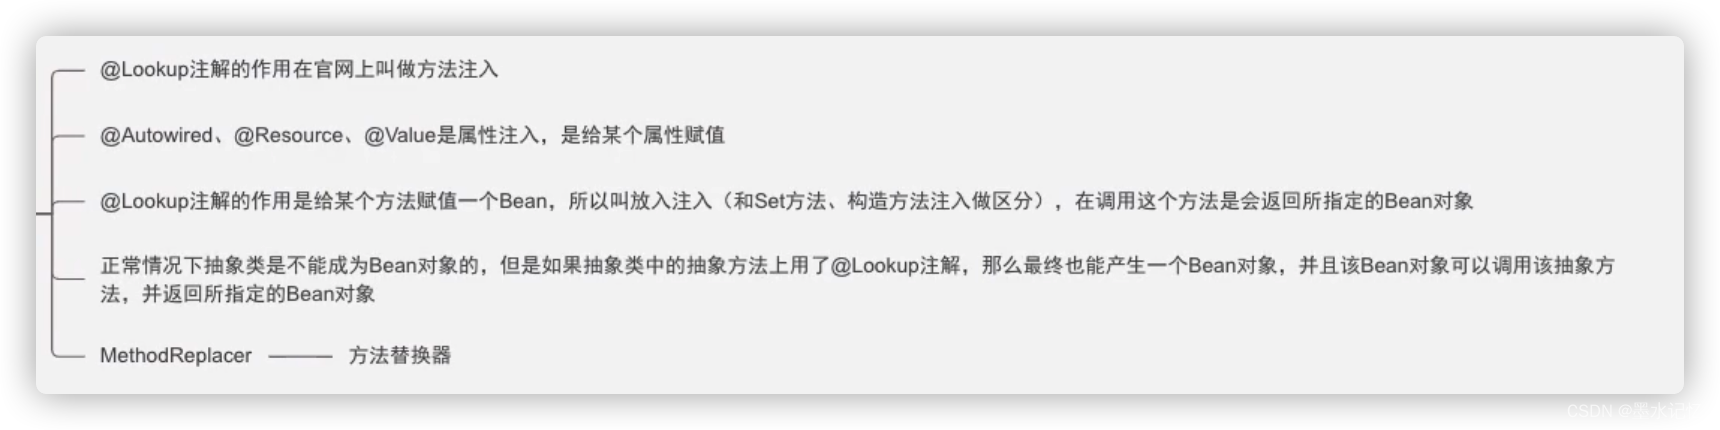 @Lookup注解的作用在官网上叫做方法注入
@Autowired、@Resource、@Value是属性注入，是给某个属性赋值
@Lookup注解的作用是给某个方法赋值一个Bean，所以叫放入注入（和Set方法、构造方法注入做区分），在调用这个方法是会返回所指定的Bean对象
正常情况下抽象类是不能成为Bean对象的，但是如果抽象类中的抽象方法上用了@Lookup注解，那么最终也能产生一个Bean对象，并且该Bean对象可以调用该抽象方
法，并返回所指定的Bean对象
MethodReplacer 方法替换器
CSDN @墨水记